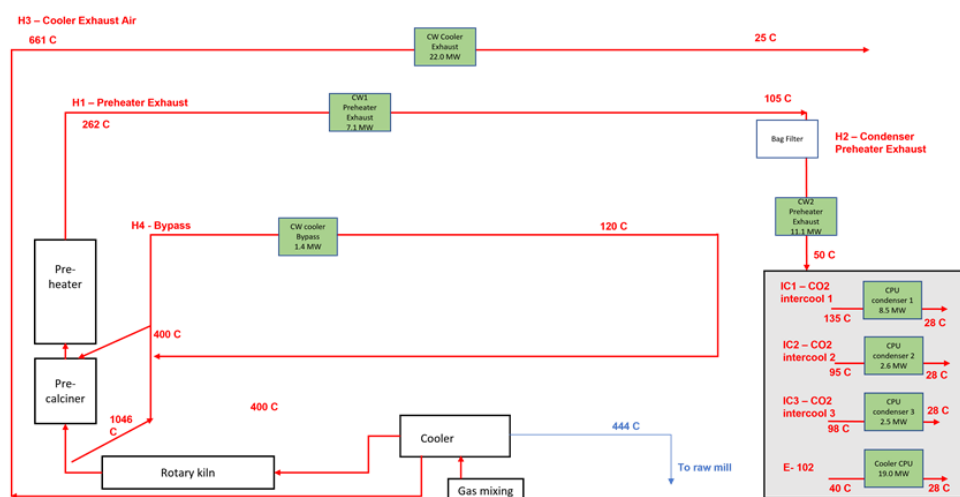 H3 – Cooler Exhaust Air
661 C
CW Cooler
Exhaust
22.0 MW
25 C
H1 – Preheater Exhaust
262 C
CW1
Preheater
Exhaust
7.1 MW
105 C
Bag Filter
H2 – Condenser
Preheater Exhaust
CW2
Preheater
Exhaust
11.1 MW
50 C
H4 - Bypass
CW cooler
Bypass
1.4 MW
120 C
Pre-
heater
400 C
Pre-
calciner
1046
C
400 C
Rotary kiln
Cooler
444 C
To raw mill
Gas mixing
IC1 – CO2
intercool 1
135 C
CPU
condenser 1
8.5 MW
28 C
IC2 – CO2
intercool 2
95 C
CPU
condenser 2
2.6 MW
28 C
IC3 – CO2
intercool 3
98 C
CPU
condenser 3
2.5 MW
28 C
E- 102
40 C
Cooler CPU
19.0 MW
28 C